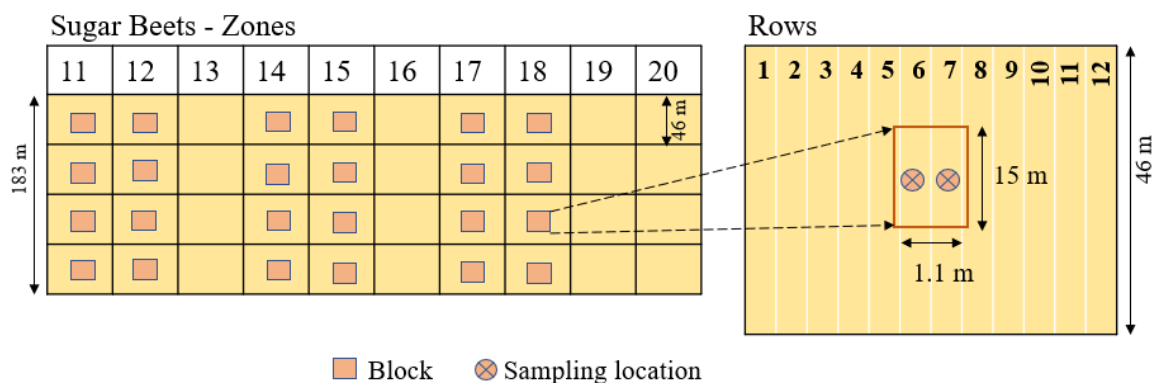 Sugar Beets - Zones
11 12 13 14 15 16 17 18 19 20
183 m
46 m
Rows
1 2 3 4 5 6 7 8 9 10 11 12
15 m
1.1 m
46 m
Block
Sampling location